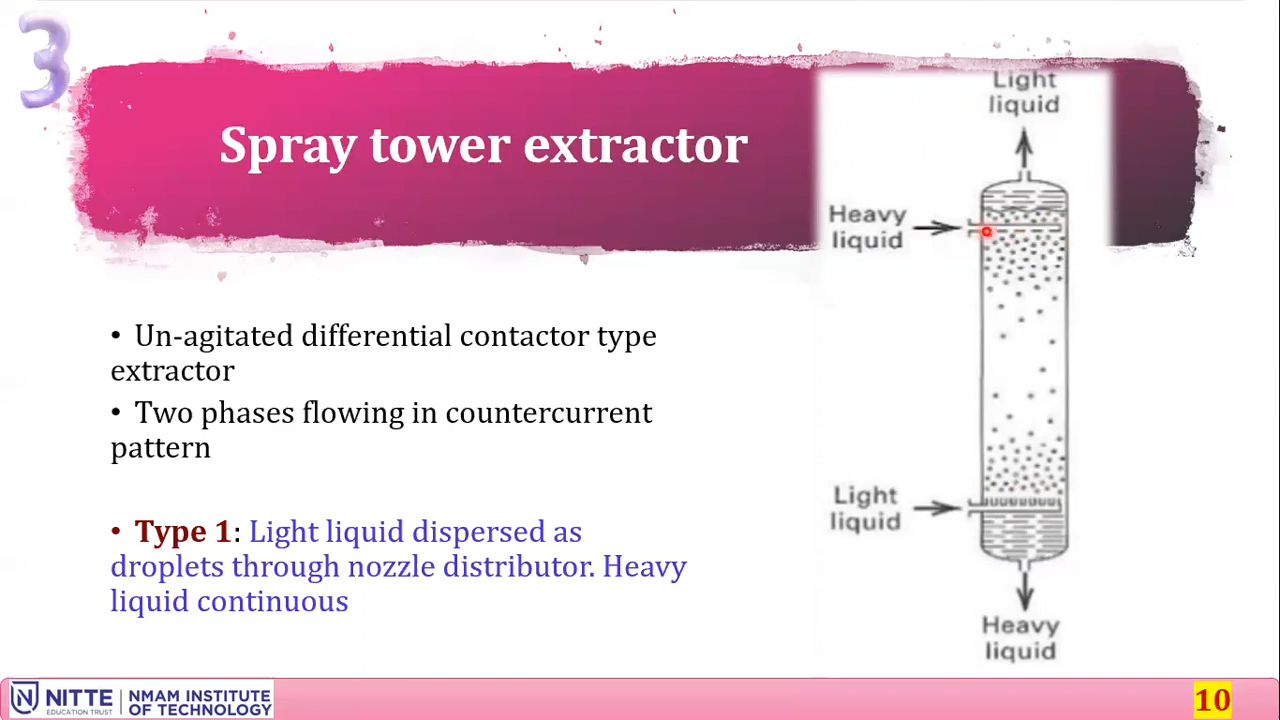 3
Spray tower extractor
Light
liquid
Heavy
liquid
• Un-agitated differential contactor type
extractor
• Two phases flowing in countercurrent
pattern
• Type 1: Light liquid dispersed as
droplets through nozzle distributor. Heavy
liquid continuous
Light
liquid
Heavy
liquid
NITTE
EDUCATION TRUST
NMAM INSTITUTE
OF TECHNOLOGY
10